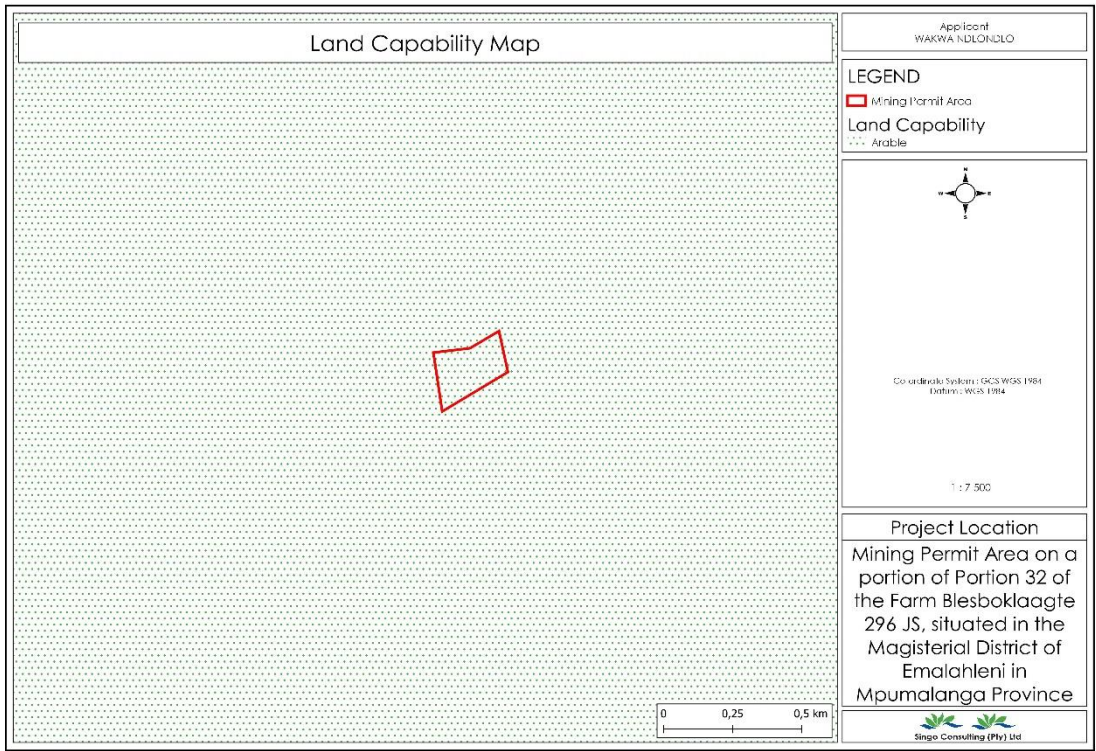 Land Capability Map
Applicant
WAKWA NDLONDLO
LEGEND
Mining Permit Area
Land Capability
Arable
N
W
E
S
Co ordinate System : GCS WGS 1984
Datum : WGS 1984
1 : 7 500
Project Location
Mining Permit Area on a
portion of Portion 32 of
the Farm Blesboklaagte
296 JS, situated in the
Magisterial District of
Emalahleni in
Mpumalanga Province
0 0,25 0,5 km
Singo Consulting (Pty) Ltd